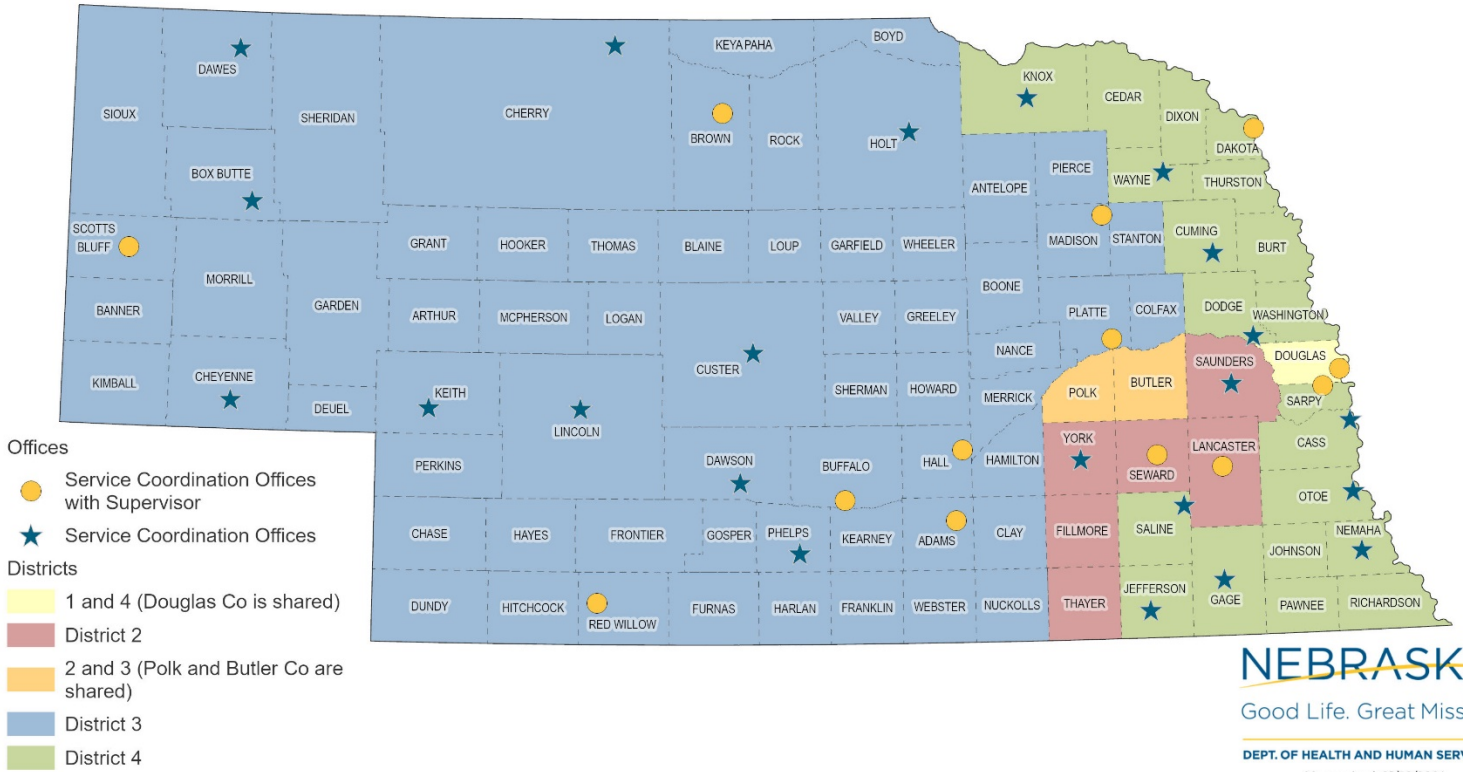 KEYA PAHA
BOYD
DAWES
KNOX
CEDAR
SIOUX
SHERIDAN
CHERRY
BROWN
ROCK
HOLT
DIXON
DAKOTA
BOX BUTTE
ANTELOPE
PIERCE
WAYNE
THURSTON
SCOTTS
BLUFF
GRANT
HOOKER
THOMAS
BLAINE
LOUP
GARFIELD
WHEELER
MADISON
STANTON
CUMING
BURT
MORRILL
BANNER
GARDEN
ARTHUR
MCPHERSON
LOGAN
VALLEY
GREELEY
BOONE
PLATTE
COLFAX
DODGE
WASHINGTON
KIMBALL
CHEYENNE
DEUEL
KEITH
LINCOLN
CUSTER
SHERMAN
HOWARD
NANCE
MERRICK
POLK
BUTLER
SAUNDERS
DOUGLAS
SARPY
PERKINS
DAWSON
BUFFALO
HALL
HAMILTON
YORK
SEWARD
LANCASTER
CASS
OTOE
CHASE
HAYES
FRONTIER
GOSPER
PHELPS
KEARNEY
ADAMS
CLAY
FILLMORE
SALINE
JOHNSON
NEMAHA
DUNDY
HITCHCOCK
RED WILLOW
FURNAS
HARLAN
FRANKLIN
WEBSTER
NUCKOLLS
THAYER
JEFFERSON
GAGE
PAWNEE
RICHARDSON
Offices
Service Coordination Offices
with Supervisor
Service Coordination Offices
Districts
1 and 4 (Douglas Co is shared)
District 2
2 and 3 (Polk and Butler Co are
shared)
District 3
District 4
NEBRASK
Good Life. Great Miss
DEPT. OF HEALTH AND HUMAN SER